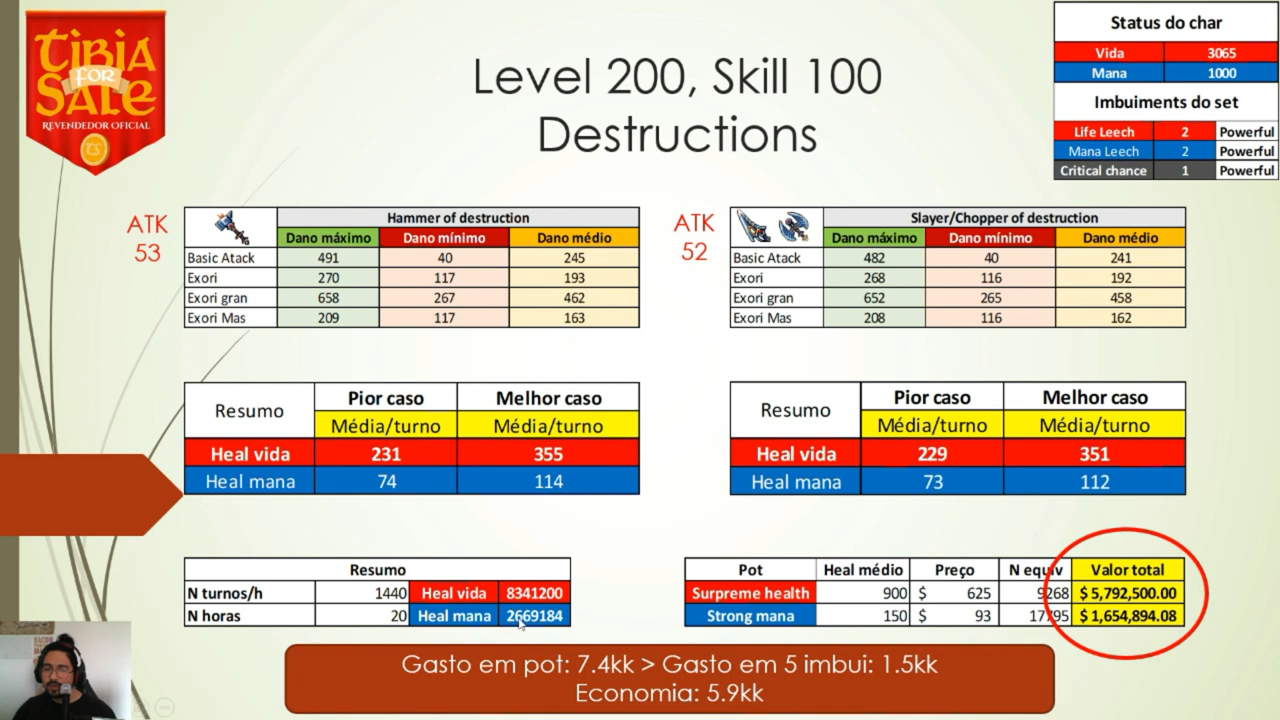 TIBIA
FOR
SALE
REVENDEDOR OFICIAL
Level 200, Skill 100
Destructions
Status do char
Vida 3065
Mana 1000
Imbuiments do set
Life Leech 2 Powerful
Mana Leech 2 Powerful
Critical chance 1 Powerful
ATK
53
Hammer of destruction
Dano máximo Dano mínimo Dano médio
Basic Atack 491 40 245
Exori 270 117 193
Exori gran 658 267 462
Exori Mas 209 117 163
ATK
52
Slayer/Chopper of destruction
Dano máximo Dano mínimo Dano médio
Basic Atack 482 40 241
Exori 268 116 192
Exori gran 652 265 458
Exori Mas 208 116 162
Resumo Pior caso Melhor caso
Média/turno Média/turno
Heal vida 231 355
Heal mana 74 114
Resumo Pior caso Melhor caso
Média/turno Média/turno
Heal vida 229 351
Heal mana 73 112
Resumo
N turnos/h 1440 Heal vida 8341200
N horas 20 Heal mana 2669184
Pot Heal médio Preço N equiv Valor total
Surpreme health 900 $ 625 9268 $ 5,792,500.00
Strong mana 150 $ 93 17795 $ 1,654,894.08
Gasto em pot: 7.4kk > Gasto em 5 imbui: 1.5kk
Economia: 5.9kk